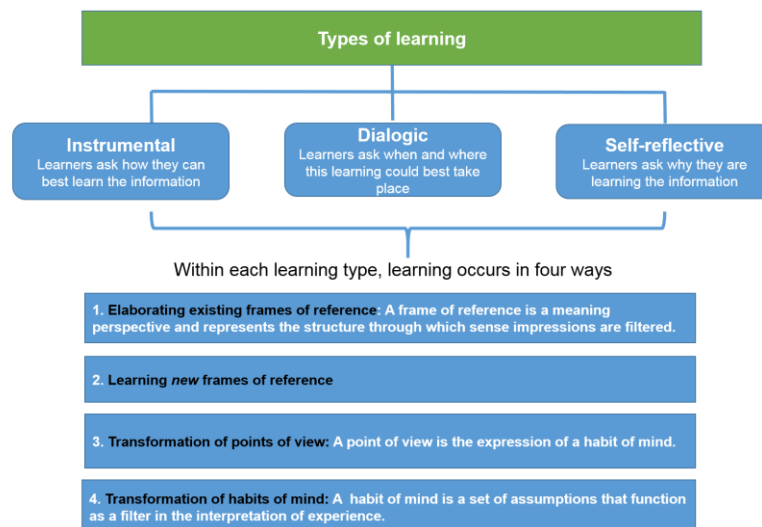 Types of learning
Instrumental
Learners ask how they can
best learn the information
Dialogic
Learners ask when and where
this learning could best take
place
Self-reflective
Learners ask why they are
learning the information
Within each learning type, learning occurs in four ways
1. Elaborating existing frames of reference: A frame of reference is a meaning
perspective and represents the structure through which sense impressions are filtered.
2. Learning new frames of reference
3. Transformation of points of view: A point of view is the expression of a habit of mind.
4. Transformation of habits of mind: A habit of mind is a set of assumptions that function
as a filter in the interpretation of experience.